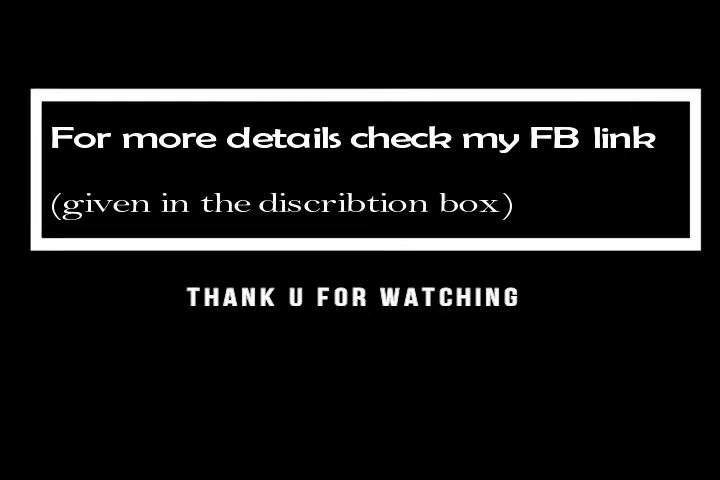 For more details check my FB link
(given in the discribtion box)
THANK U FOR WATCHING